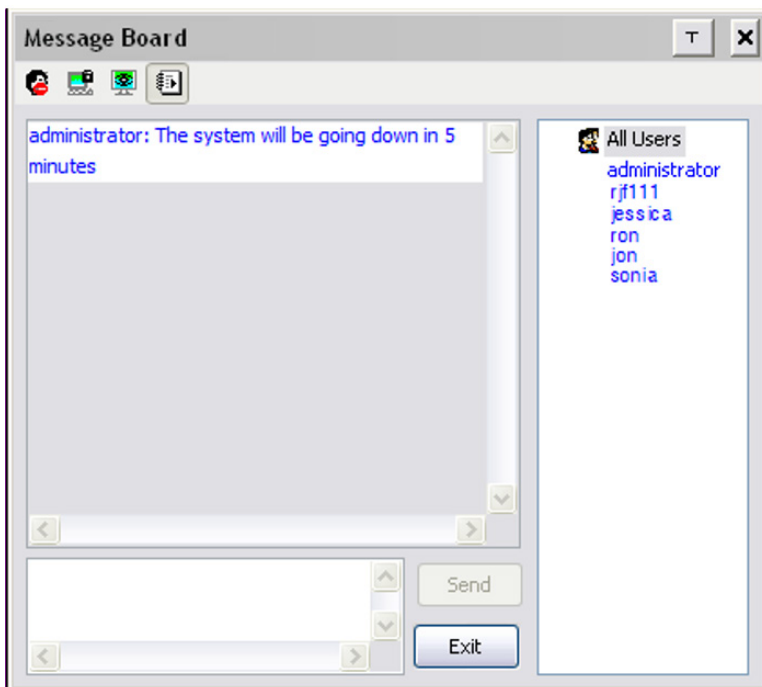 Message Board
T
administrator: The system will be going down in 5
minutes
All Users
administrator
rjf111
jessica
ron
jon
sonia
Send
Exit